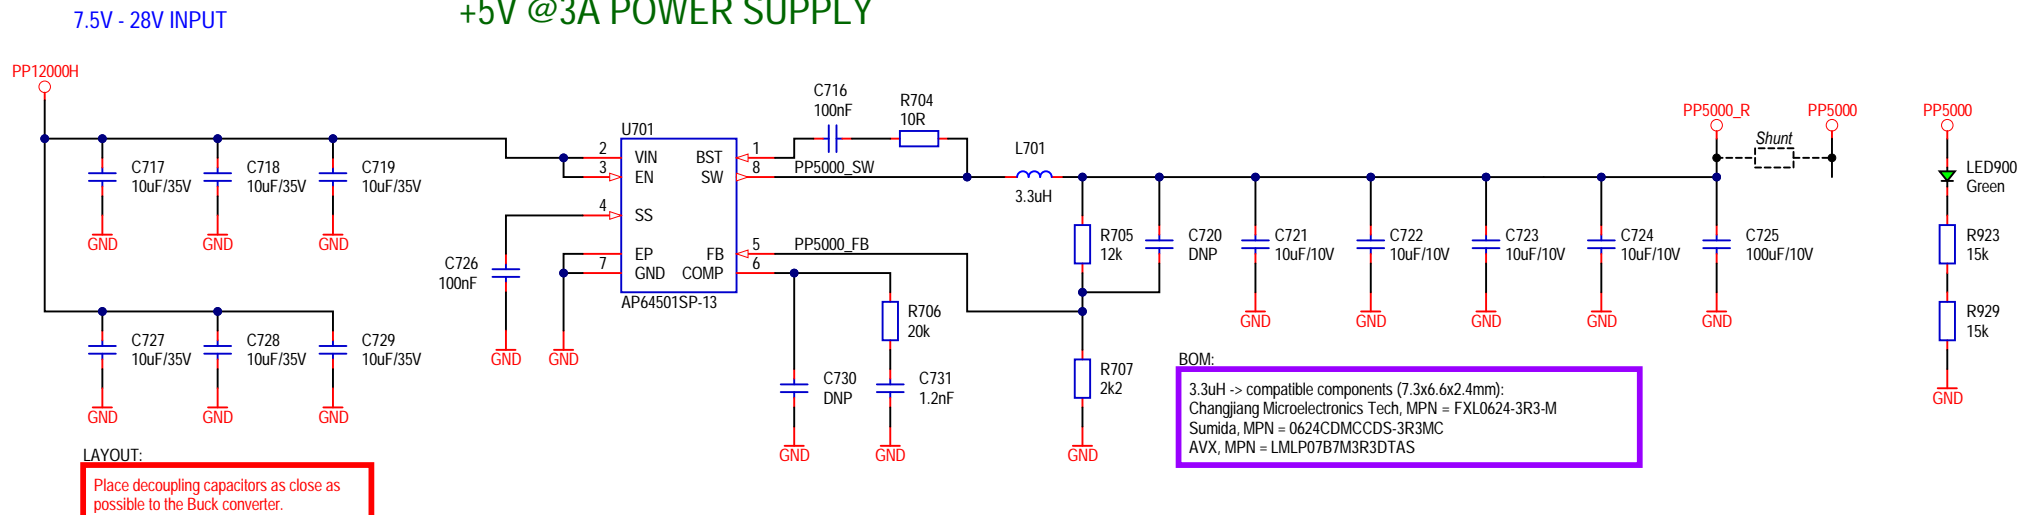 7.5V - 28V INPUT
+5V @3A POWER SUPPLY
PP12000H
C717
10uF/35V
GND
C718
10uF/35V
GND
C719
10uF/35V
GND
C727
10uF/35V
GND
C728
10uF/35V
GND
C729
10uF/35V
GND
LAYOUT:
Place decoupling capacitors as close as
possible to the Buck converter.
C726
100nF
GND
GND
U701
2 VIN
3 EN
4 SS
EP
7 GND
BST 1
SW 8
FB 5
COMP 6
AP64501SP-13
C716
100nF
R704
10R
PP5000_SW
PP5000_FB
L701
3.3uH
C730
DNP
GND
R706
20k
C731
1.2nF
GND
R705
12k
C720
DNP
R707
2k2
GND
C721
10uF/10V
GND
C722
10uF/10V
GND
C723
10uF/10V
GND
C724
10uF/10V
GND
C725
100uF/10V
GND
PP5000_R
Shunt
PP5000
PP5000
LED900
Green
R923
15k
R929
15k
GND
BOM:
3.3uH -> compatible components (7.3x6.6x2.4mm):
Changjiang Microelectronics Tech, MPN = FXL0624-3R3-M
Sumida, MPN = 0624CDMCCDS-3R3MC
AVX, MPN = LMLP07B7M3R3DTAS